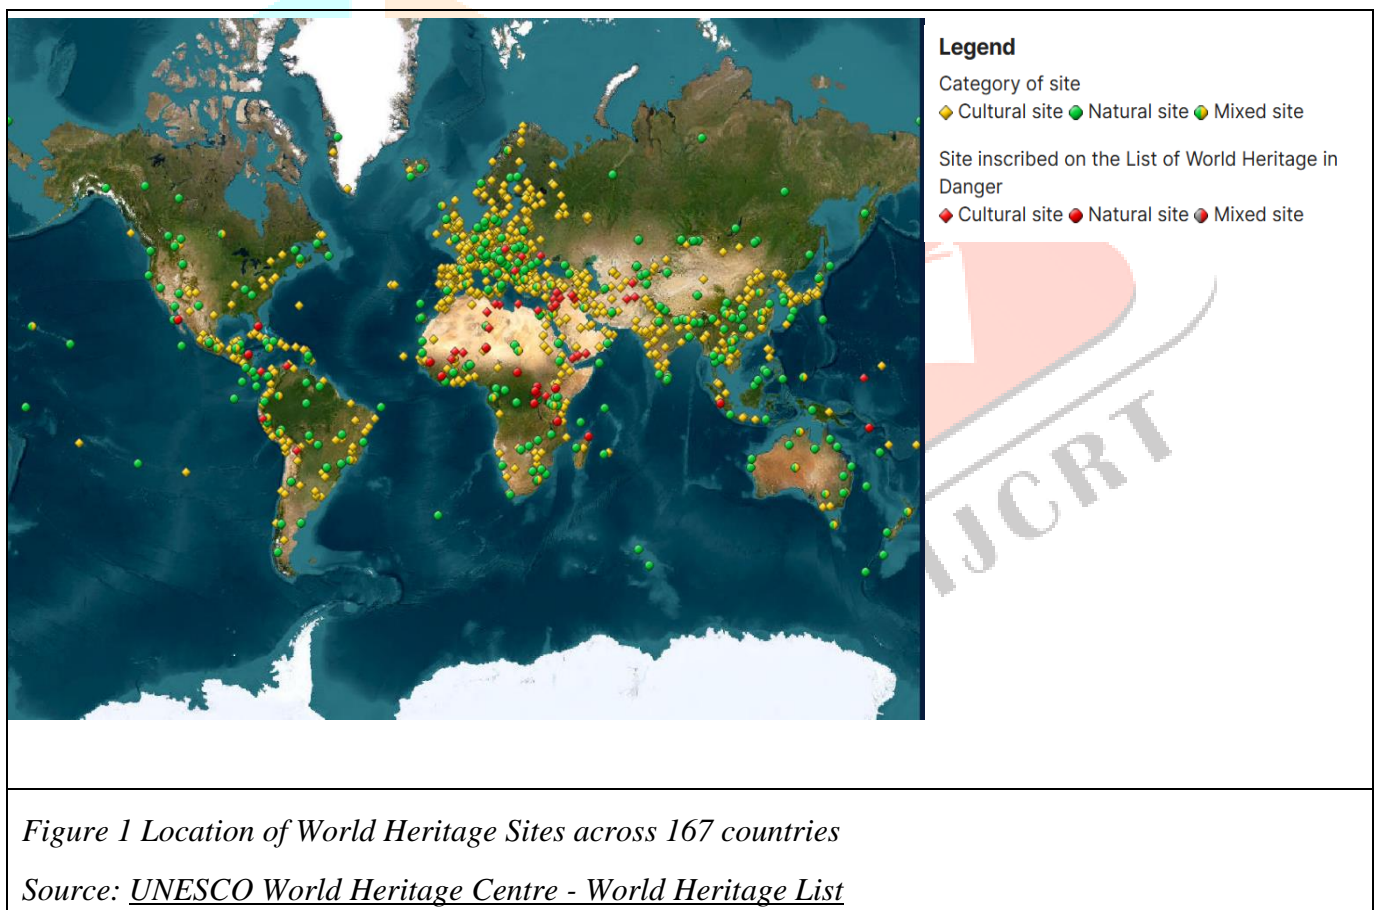 Legend
Category of site
Cultural site Natural site Mixed site
Site inscribed on the List of World Heritage in
Danger
Cultural site Natural site Mixed site
IJCRT
Figure 1 Location of World Heritage Sites across 167 countries
Source: UNESCO World Heritage Centre - World Heritage List